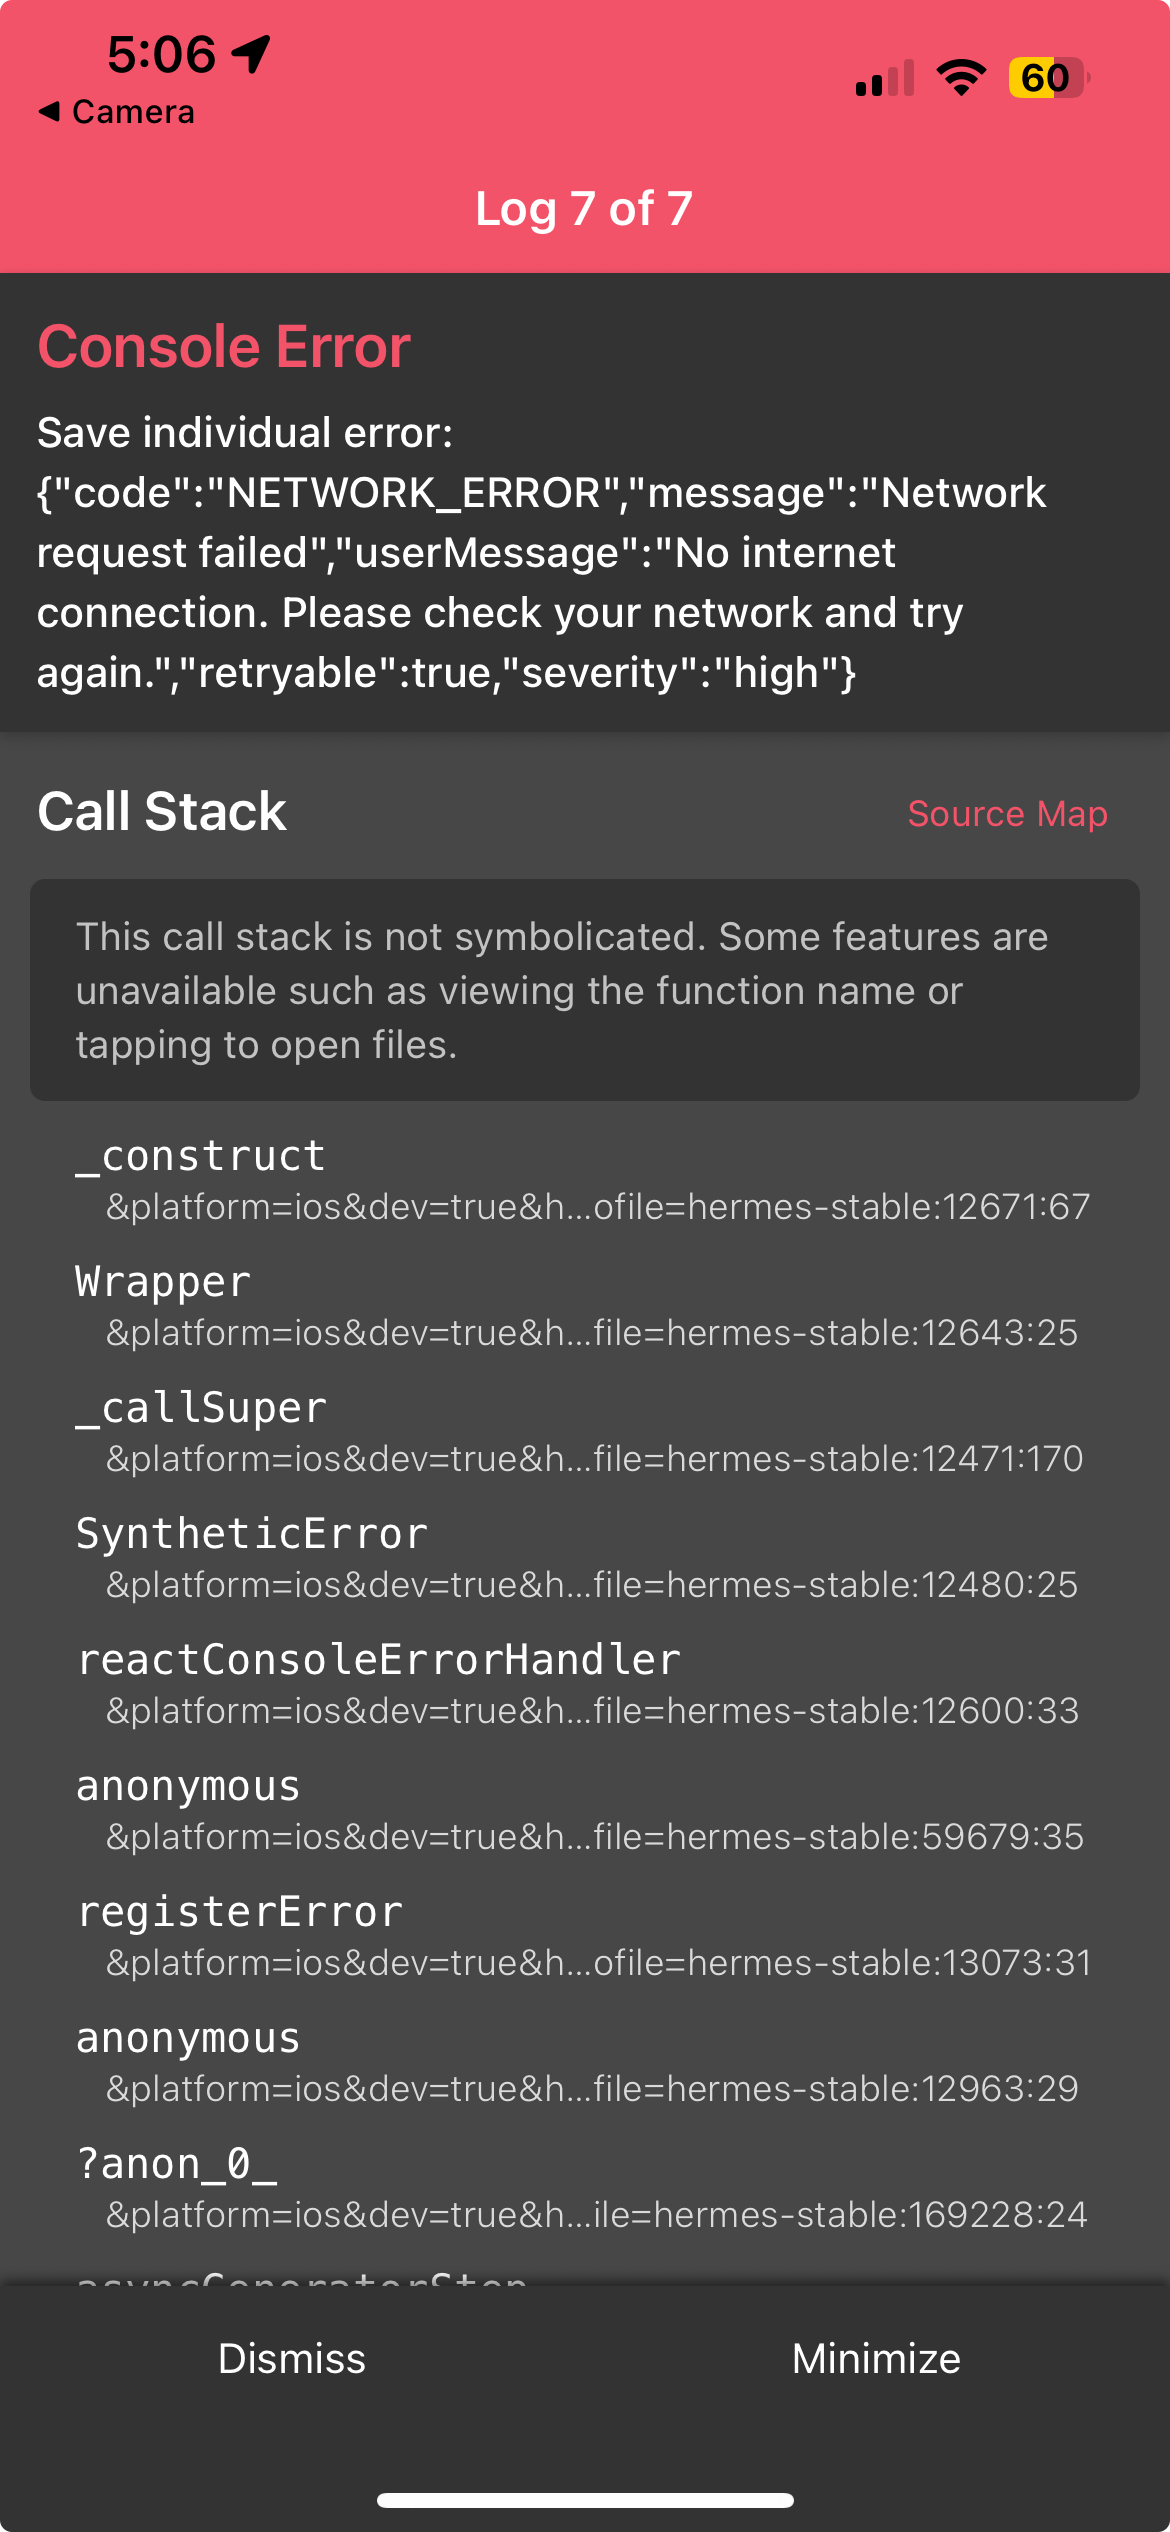 5:06
60
◀ Camera
Log 7 of 7
Console Error
Save individual error:
{"code":"NETWORK_ERROR","message":"Network
request failed","userMessage":"No internet
connection. Please check your network and try
again.","retryable":true,"severity":"high"}
Call Stack
Source Map
This call stack is not symbolicated. Some features are
unavailable such as viewing the function name or
tapping to open files.
_construct
&platform=ios&dev=true&h...ofile=hermes-stable:12671:67
Wrapper
&platform=ios&dev=true&h...file=hermes-stable:12643:25
_callSuper
&platform=ios&dev=true&h...file=hermes-stable:12471:170
SyntheticError
&platform=ios&dev=true&h...file=hermes-stable:12480:25
reactConsoleErrorHandler
&platform=ios&dev=true&h...file=hermes-stable:12600:33
anonymous
&platform=ios&dev=true&h...file=hermes-stable:59679:35
registerError
&platform=ios&dev=true&h...ofile=hermes-stable:13073:31
anonymous
&platform=ios&dev=true&h...file=hermes-stable:12963:29
?anon_0_
&platform=ios&dev=true&h...ile=hermes-stable:169228:24
asyncGeneratorStep
Dismiss
Minimize